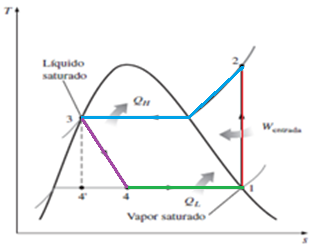 T
Líquido
saturado
2
3
Q_H
W_entrada
4'
4
Q_L
1
Vapor saturado
s